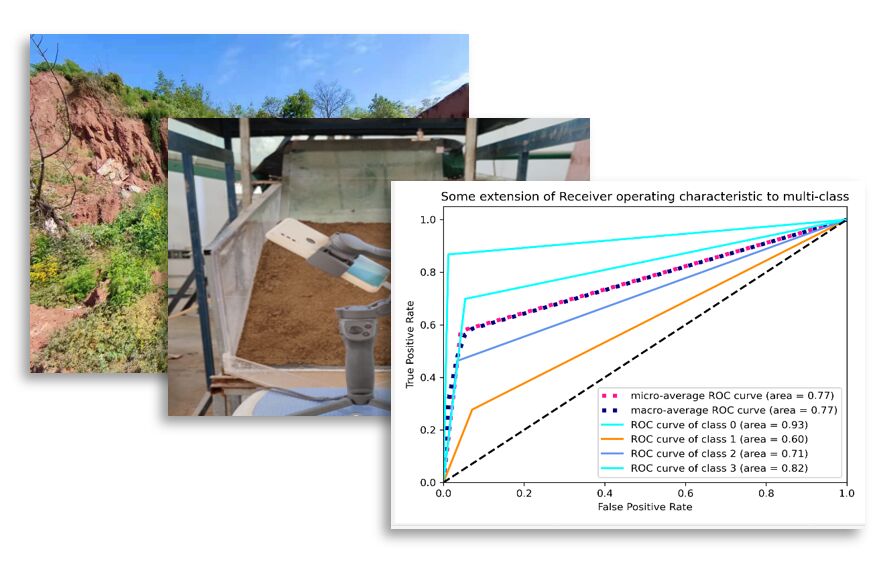 Some extension of Receiver operating characteristic to multi-class
True Positive Rate
1.0
0.8
0.6
0.4
0.2
0.0
micro-average ROC curve (area = 0.77)
macro-average ROC curve (area = 0.77)
ROC curve of class 0 (area = 0.93)
ROC curve of class 1 (area = 0.60)
ROC curve of class 2 (area = 0.71)
ROC curve of class 3 (area = 0.82)
0.0 0.2 0.4 0.6 0.8 1.0
False Positive Rate